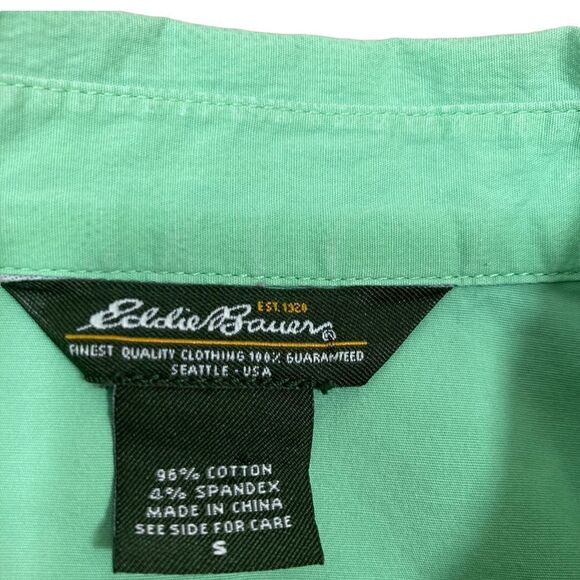 EST. 1920
Eddie Bauer®
FINEST QUALITY CLOTHING 100% GUARANTEED
SEATTLE · USA
96% COTTON
4% SPANDEX
MADE IN CHINA
SEE SIDE FOR CARE
S